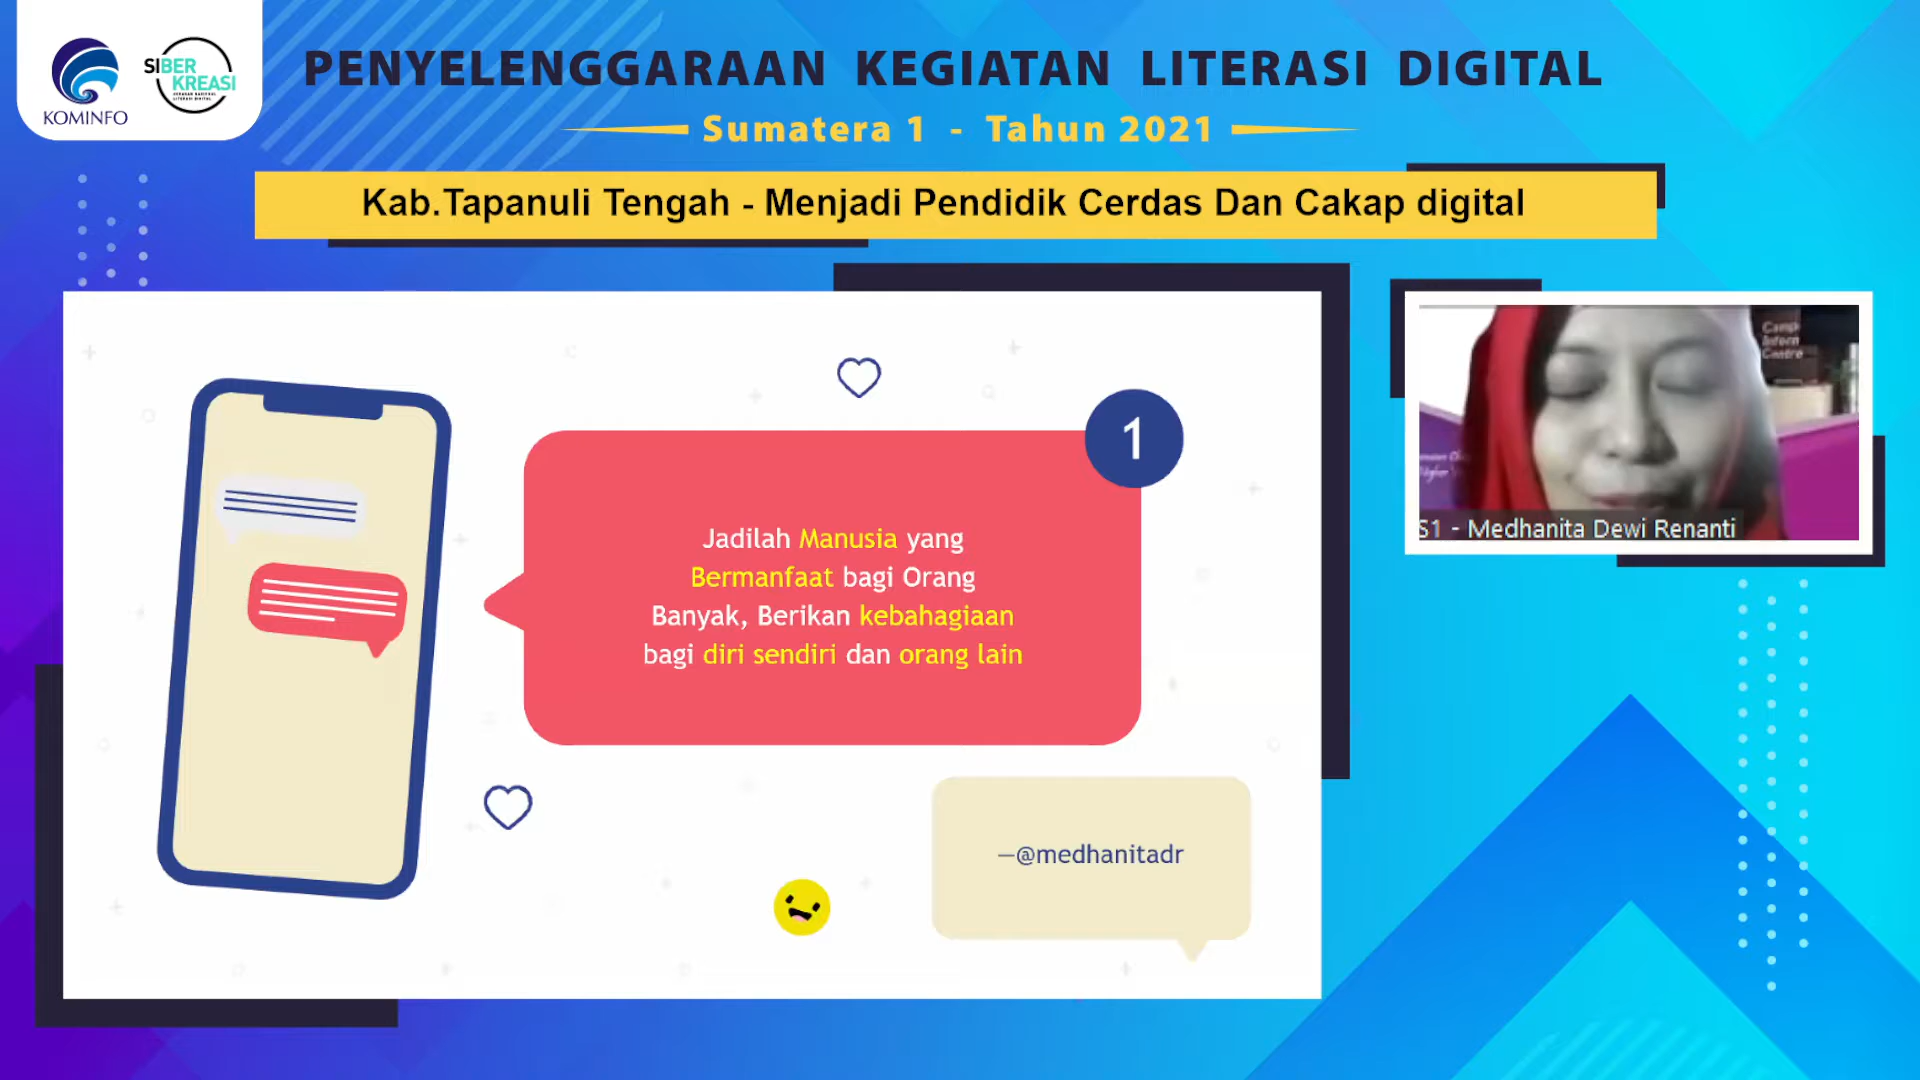 KOMINFO
SIBER
KREASI
PENYELENGGARAAN KEGIATAN LITERASI DIGITAL
Sumatera 1 - Tahun 2021
Kab.Tapanuli Tengah - Menjadi Pendidik Cerdas Dan Cakap digital
1
Jadilah Manusia yang
Bermanfaat bagi Orang
Banyak, Berikan kebahagiaan
bagi diri sendiri dan orang lain
—@medhanitadr
S1 - Medhanita Dewi Renanti